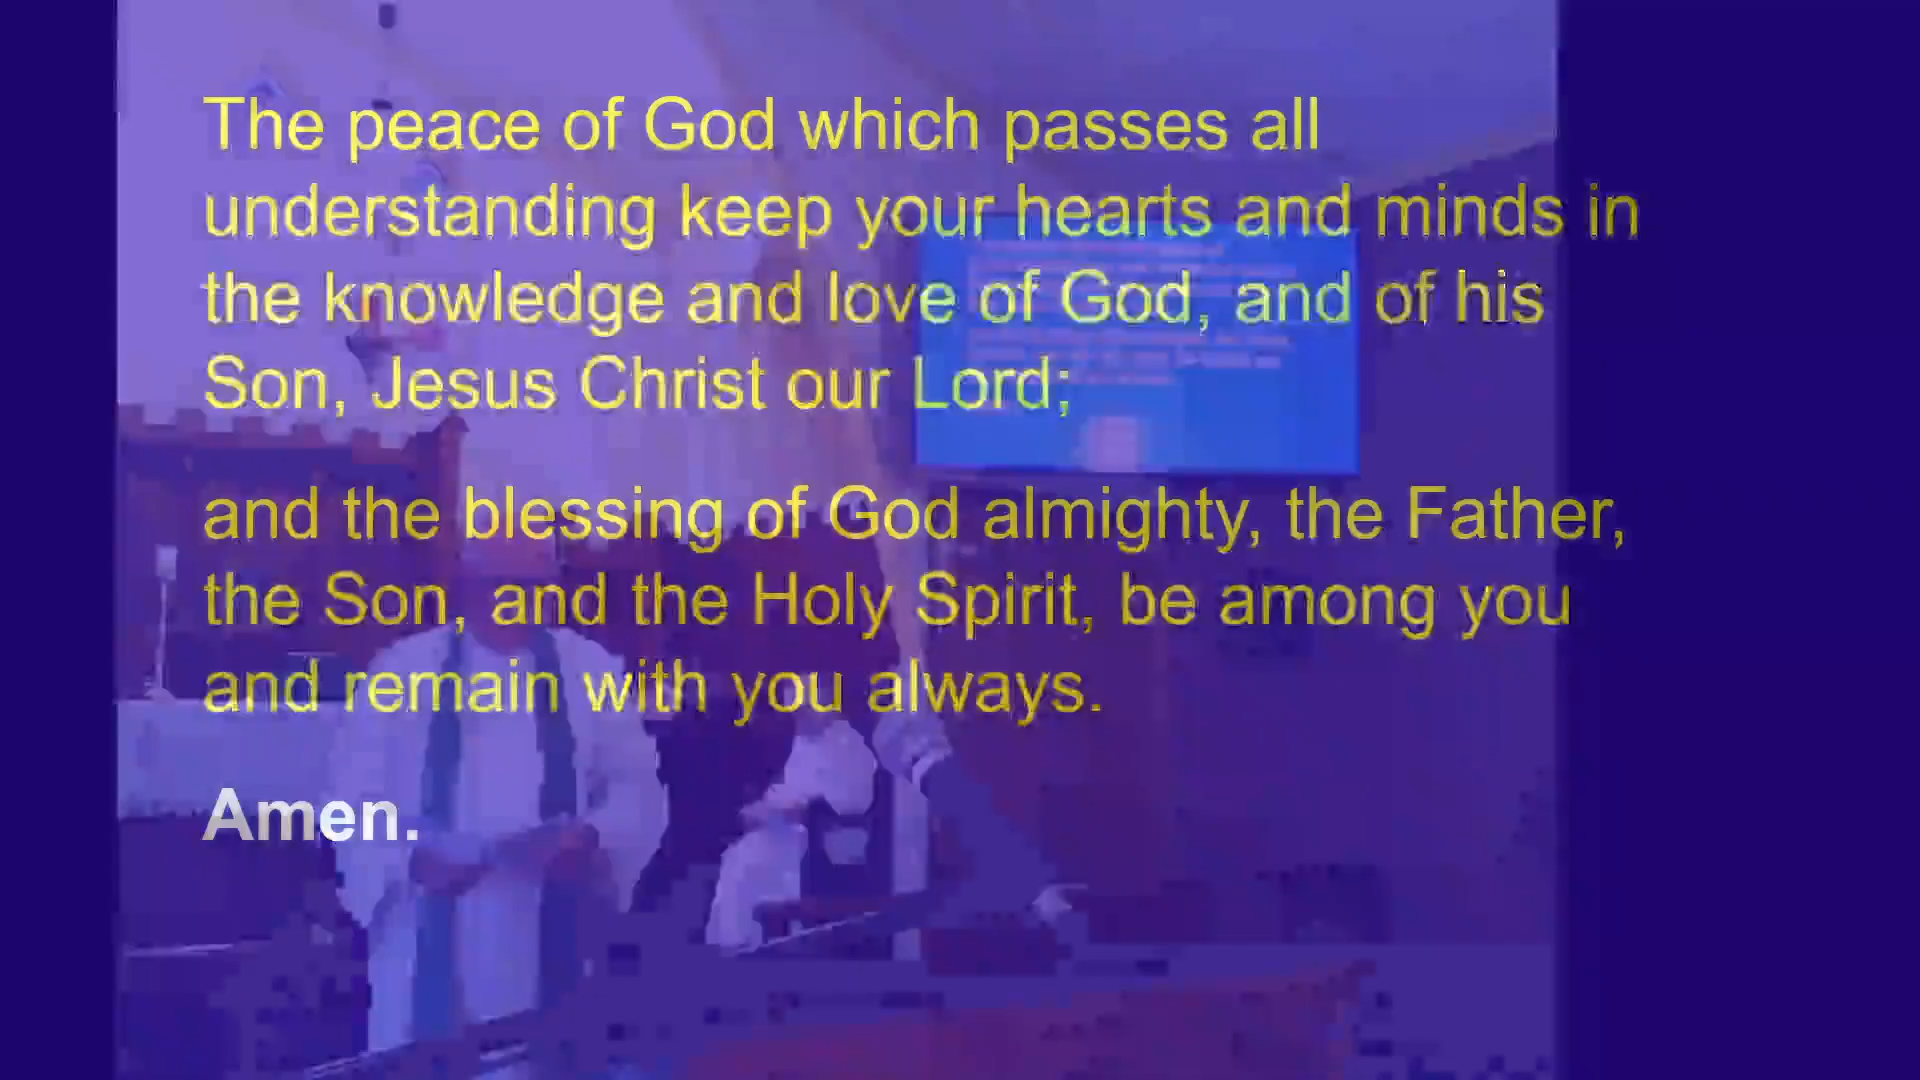 The peace of God which passes all
understanding keep your hearts and minds in
the knowledge and love of God, and of his
Son, Jesus Christ our Lord;
and the blessing of God almighty, the Father,
the Son, and the Holy Spirit, be among you
and remain with you always.
Amen.